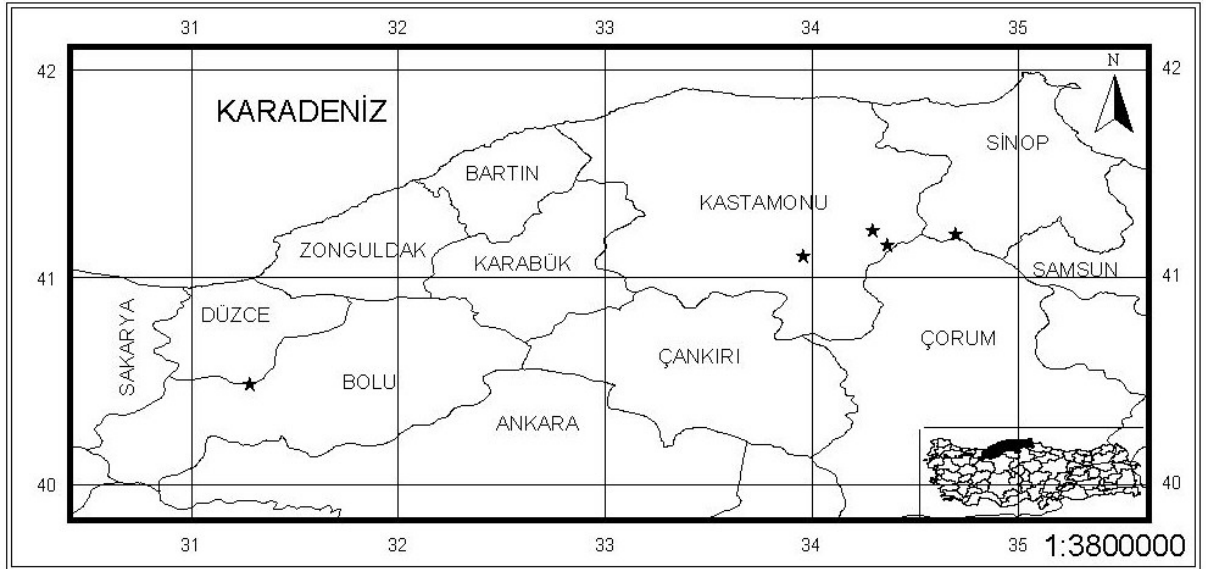 31 32 33 34 35
42 42
N
KARADENİZ
SİNOP
BARTIN
KASTAMONU
ZONGULDAK
KARABÜK
SAMSUN
41 41
DÜZCE
SAKARYA
ÇORUM
ÇANKIRI
BOLU
ANKARA
40 40
31 32 33 34 35
1:3800000